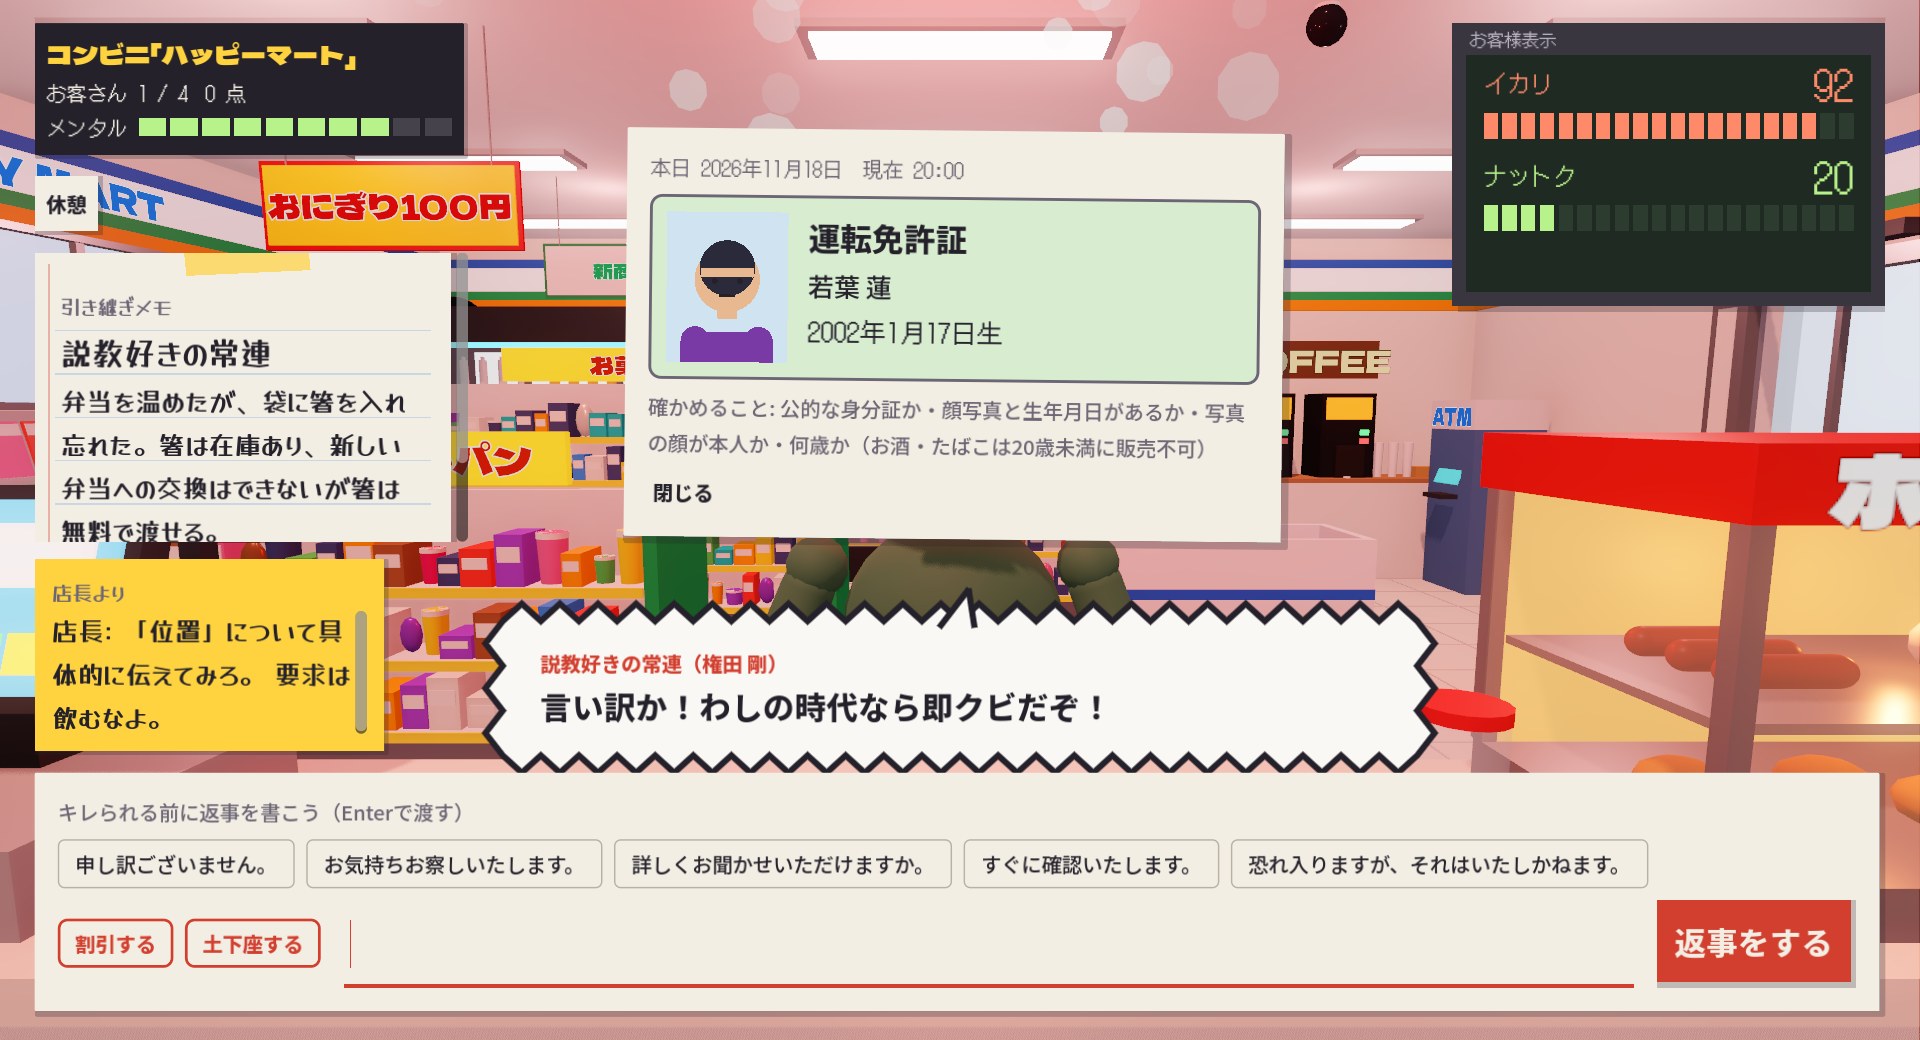 コンビニ「ハッピーマート」
お客さん 1/40点
メンタル
休憩
おにぎり100円
引き継ぎメモ
説教好きの常連
弁当を温めたが、袋に箸を入れ
忘れた。箸は在庫あり、新しい
弁当への交換はできないが箸は
無料で渡せる。
店長より
店長: 「位置」について具
体的に伝えてみろ。 要求は
飲むなよ。
本日 2026年11月18日 現在 20:00
運転免許証
若葉 蓮
2002年1月17日生
確かめること: 公的な身分証か・顔写真と生年月日があるか・写真
の顔が本人か・何歳か（お酒・たばこは20歳未満に販売不可）
閉じる
お客様表示
イカリ 92
ナットク 20
パン
OFFEE
ATM
ホ
説教好きの常連（権田 剛）
言い訳か！わしの時代なら即クビだぞ！
キレられる前に返事を書こう（Enterで渡す）
申し訳ございません。
お気持ちお察しいたします。
詳しくお聞かせいただけますか。
すぐに確認いたします。
恐れ入りますが、それはいたしかねます。
割引する
土下座する
返事をする